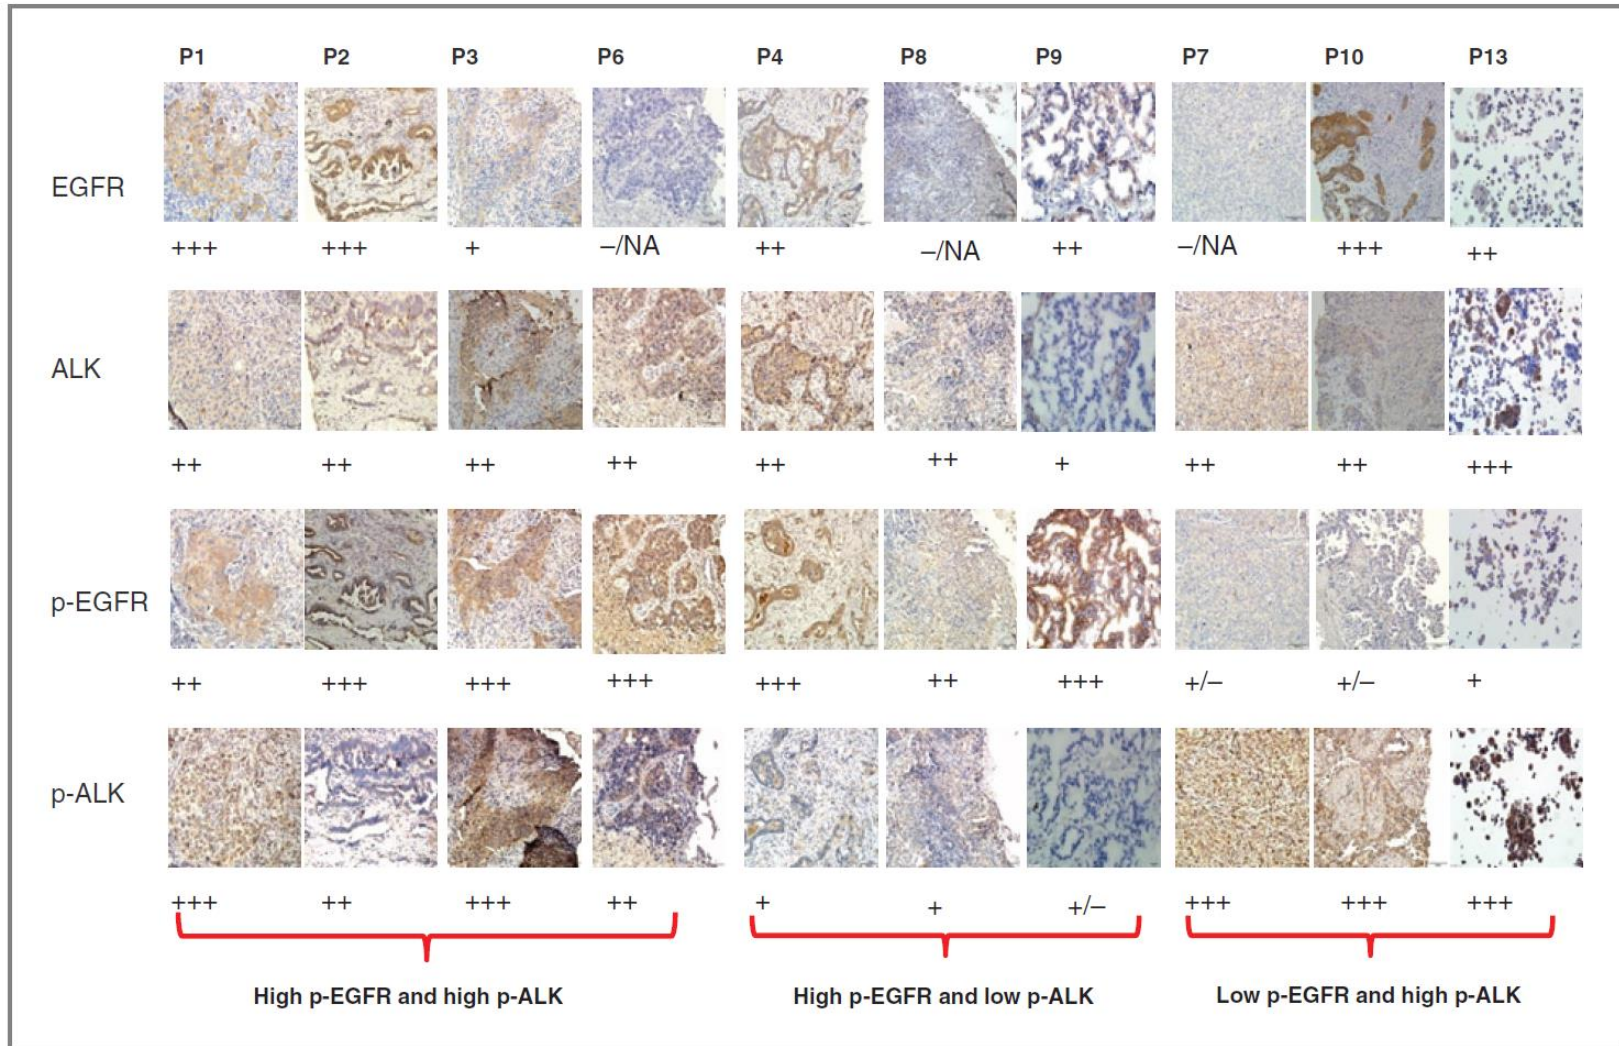 P1 P2 P3 P6 P4 P8 P9 P7 P10 P13
EGFR
+++ +++ + –/NA ++ –/NA ++ –/NA +++ ++
ALK
++ ++ ++ ++ ++ ++ + ++ ++ +++
p-EGFR
++ +++ +++ +++ +++ ++ +++ +/– +/– +
p-ALK
+++ ++ +++ ++ + + +/– +++ +++ +++
High p-EGFR and high p-ALK High p-EGFR and low p-ALK Low p-EGFR and high p-ALK